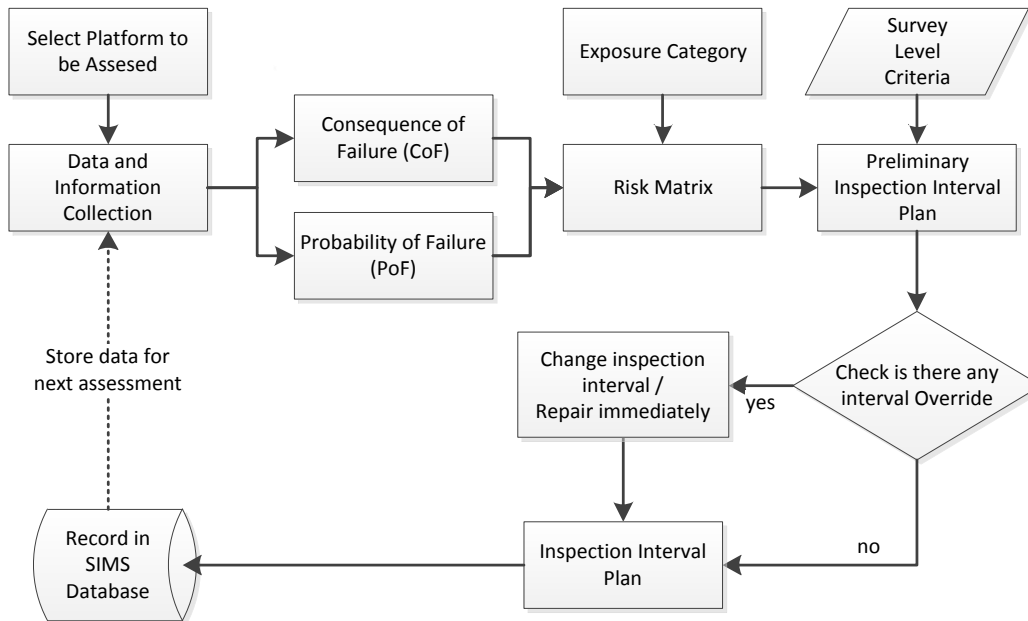 Select Platform to
be Assesed
Exposure Category
Survey
Level
Criteria
Data and
Information
Collection
Consequence of
Failure (CoF)
Probability of Failure
(PoF)
Risk Matrix
Preliminary
Inspection Interval
Plan
Store data for
next assessment
Change inspection
interval /
Repair immediately
yes
Check is there any
interval Override
no
Record in
SIMS
Database
Inspection Interval
Plan